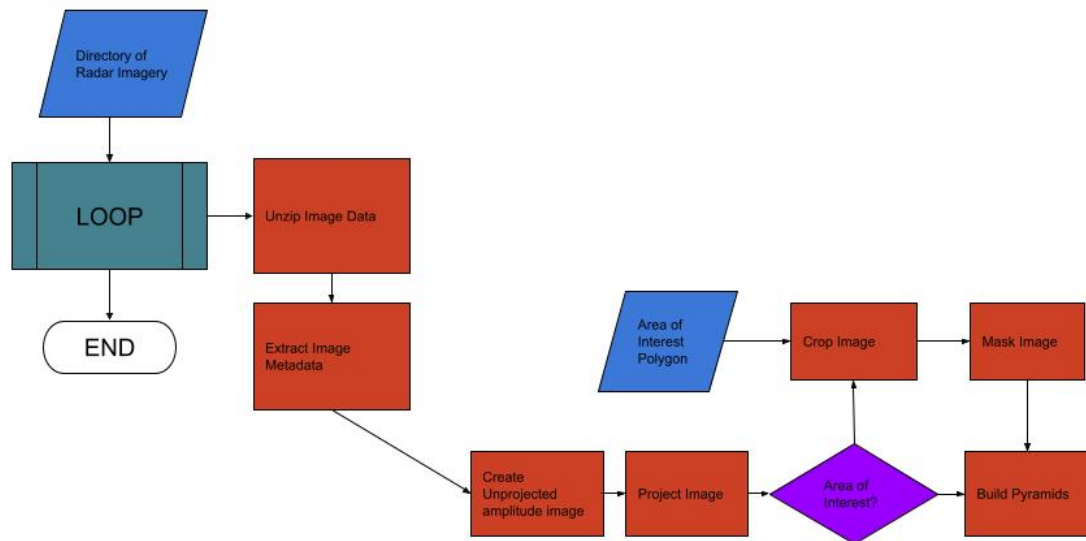 Directory of
Radar Imagery
LOOP
END
Unzip Image Data
Extract Image
Metadata
Create
Unprojected
amplitude image
Project Image
Area of
Interest?
Area of
Interest
Polygon
Crop Image
Mask Image
Build Pyramids